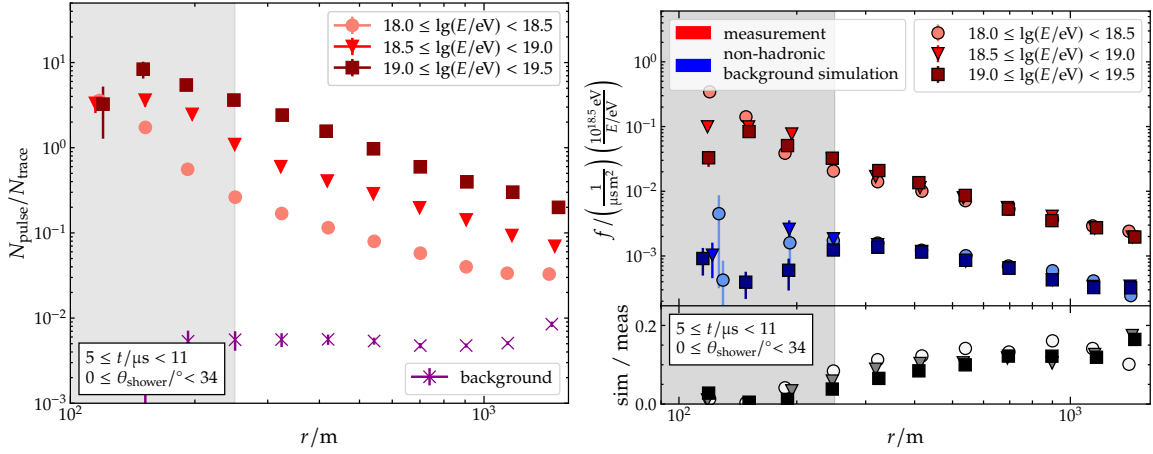 18.0 ≤ lg(E/eV) < 18.5
18.5 ≤ lg(E/eV) < 19.0
19.0 ≤ lg(E/eV) < 19.5
10^1
10^0
10^−1
10^−2
10^−3
N_pulse/N_trace
5 ≤ t/μs < 11
0 ≤ θ_shower/° < 34
background
10^2
10^3
r/m
measurement
non-hadronic
background simulation
18.0 ≤ lg(E/eV) < 18.5
18.5 ≤ lg(E/eV) < 19.0
19.0 ≤ lg(E/eV) < 19.5
10^0
10^−1
10^−2
10^−3
f/(1/(μs m^2)) (10^18.5 eV/(E/eV))
5 ≤ t/μs < 11
0 ≤ θ_shower/° < 34
0.2
0.0
sim / meas
10^2
10^3
r/m